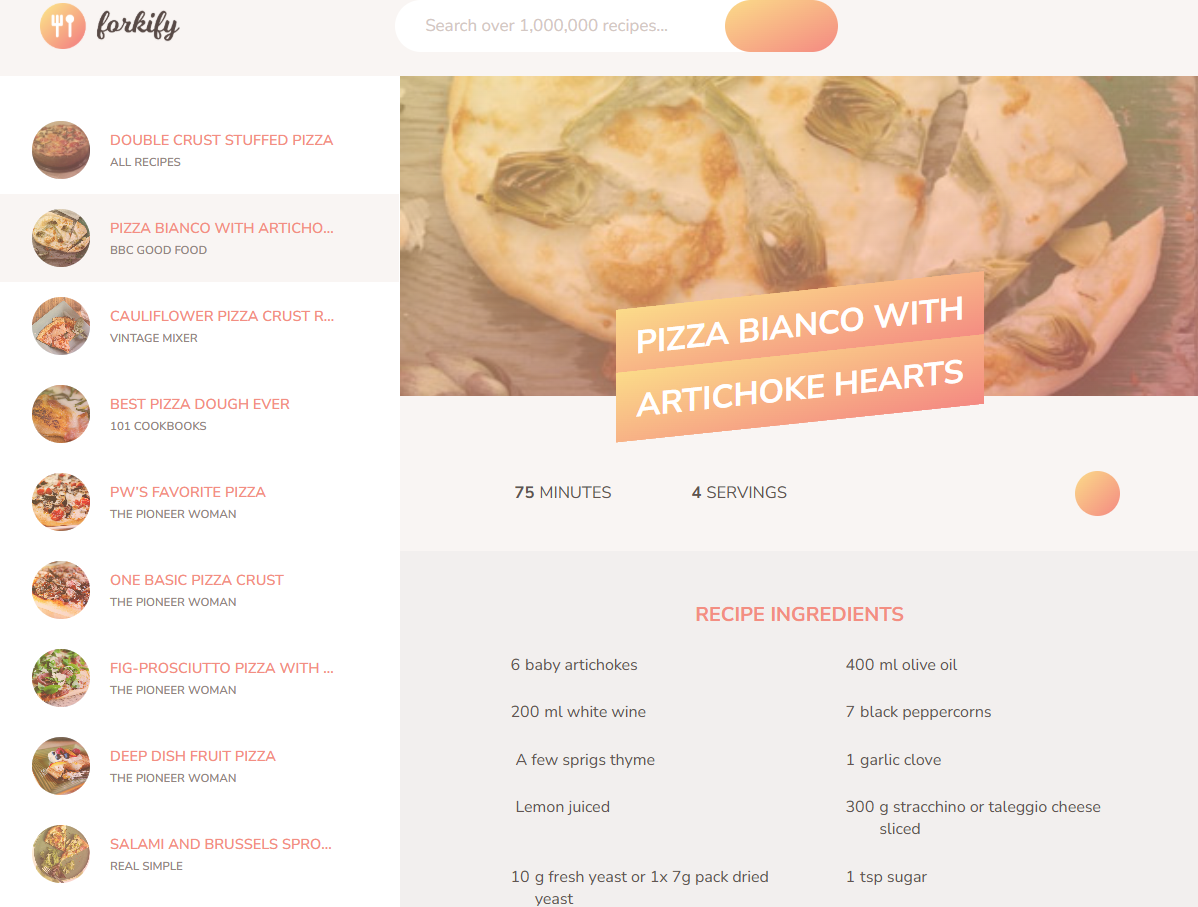 forkify
Search over 1,000,000 recipes...
DOUBLE CRUST STUFFED PIZZA
ALL RECIPES
PIZZA BIANCO WITH ARTICHO...
BBC GOOD FOOD
CAULIFLOWER PIZZA CRUST R...
VINTAGE MIXER
BEST PIZZA DOUGH EVER
101 COOKBOOKS
PW'S FAVORITE PIZZA
THE PIONEER WOMAN
ONE BASIC PIZZA CRUST
THE PIONEER WOMAN
FIG-PROSCIUTTO PIZZA WITH ...
THE PIONEER WOMAN
DEEP DISH FRUIT PIZZA
THE PIONEER WOMAN
SALAMI AND BRUSSELS SPRO...
REAL SIMPLE
PIZZA BIANCO WITH
ARTICHOKE HEARTS
75 MINUTES
4 SERVINGS
RECIPE INGREDIENTS
6 baby artichokes
400 ml olive oil
200 ml white wine
7 black peppercorns
A few sprigs thyme
1 garlic clove
Lemon juiced
300 g stracchino or taleggio cheese
sliced
10 g fresh yeast or 1x 7g pack dried
yeast
1 tsp sugar